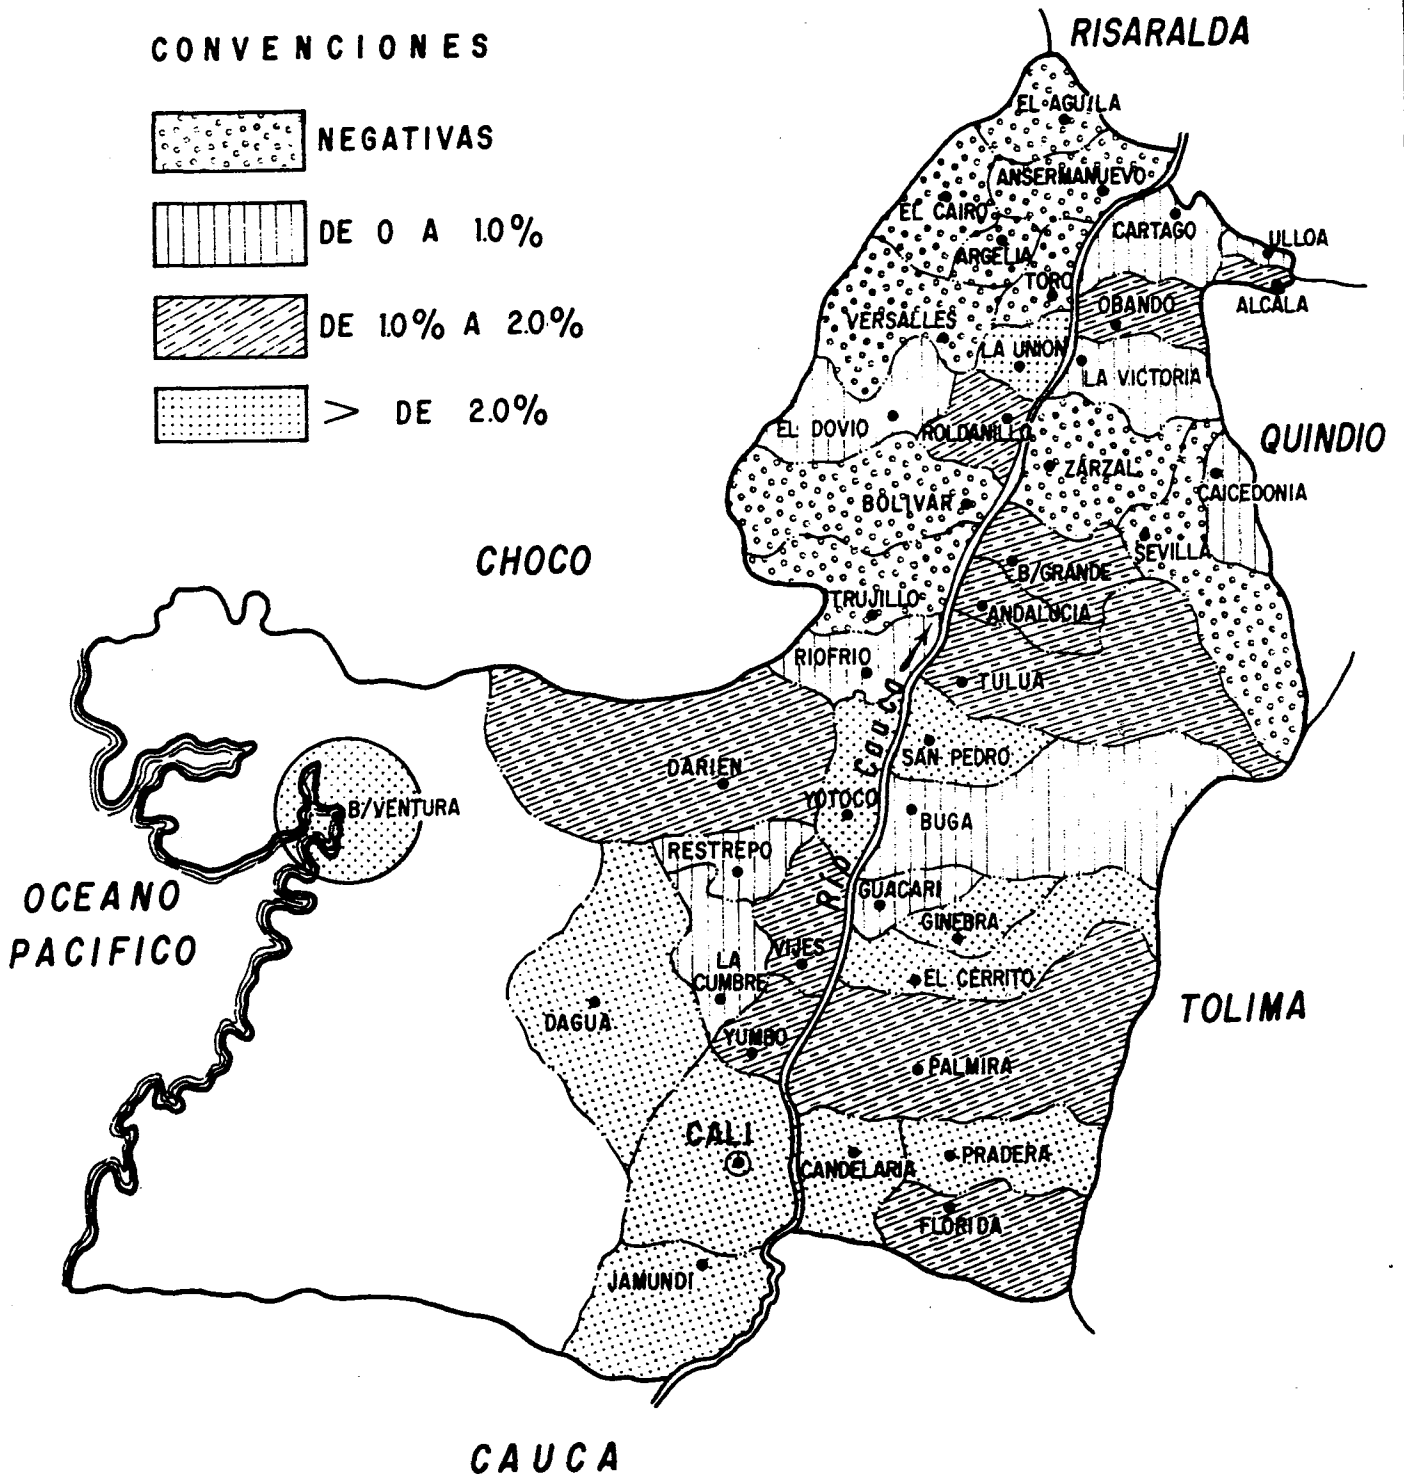 CONVENCIONES
NEGATIVAS
DE 0 A 1.0%
DE 1.0% A 2.0%
> DE 2.0%
RISARALDA
EL AGUILA
ANSERMANUEVO
EL CAIRO
CARTAGO
ULLOA
ARGELIA
TORO
OBANDO
ALCALA
VERSALLES
LA UNION
LA VICTORIA
EL DOVIO
ROLDANILLO
QUINDIO
ZARZAL
CAICEDONIA
BOLIVAR
SEVILLA
CHOCO
B/GRANDE
TRUJILLO
ANDALUCIA
RIOFRIO
TULUA
SAN PEDRO
DARIEN
YOTOCO
RIO CAUCA
B/VENTURA
BUGA
RESTREPO
GUACARI
GINEBRA
OCEANO
PACIFICO
VIJES
LA
CUMBRE
EL CERRITO
TOLIMA
DAGUA
YUMBO
PALMIRA
CALI
CANDELARIA
PRADERA
FLORIDA
JAMUNDI
CAUCA